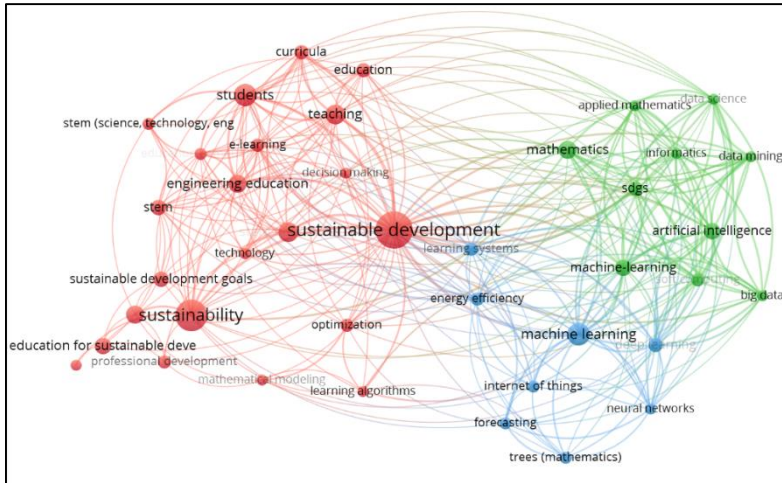 curricula
education
students
teaching
stem (science, technology, eng
e-learning
decision making
engineering education
stem
sustainable development
technology
sustainable development goals
sustainability
optimization
education for sustainable deve
professional development
mathematical modeling
learning algorithms
applied mathematics
data science
mathematics
informatics
data mining
sdgs
artificial intelligence
machine-learning
big data
learning systems
energy efficiency
machine learning
deep learning
internet of things
neural networks
forecasting
trees (mathematics)